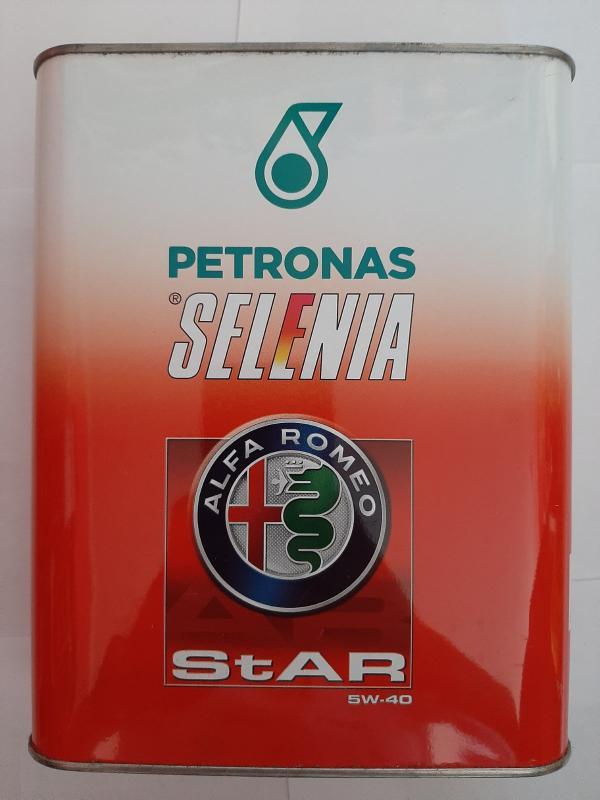 PETRONAS
® SELENIA
ALFA ROMEO
StAR
5W-40